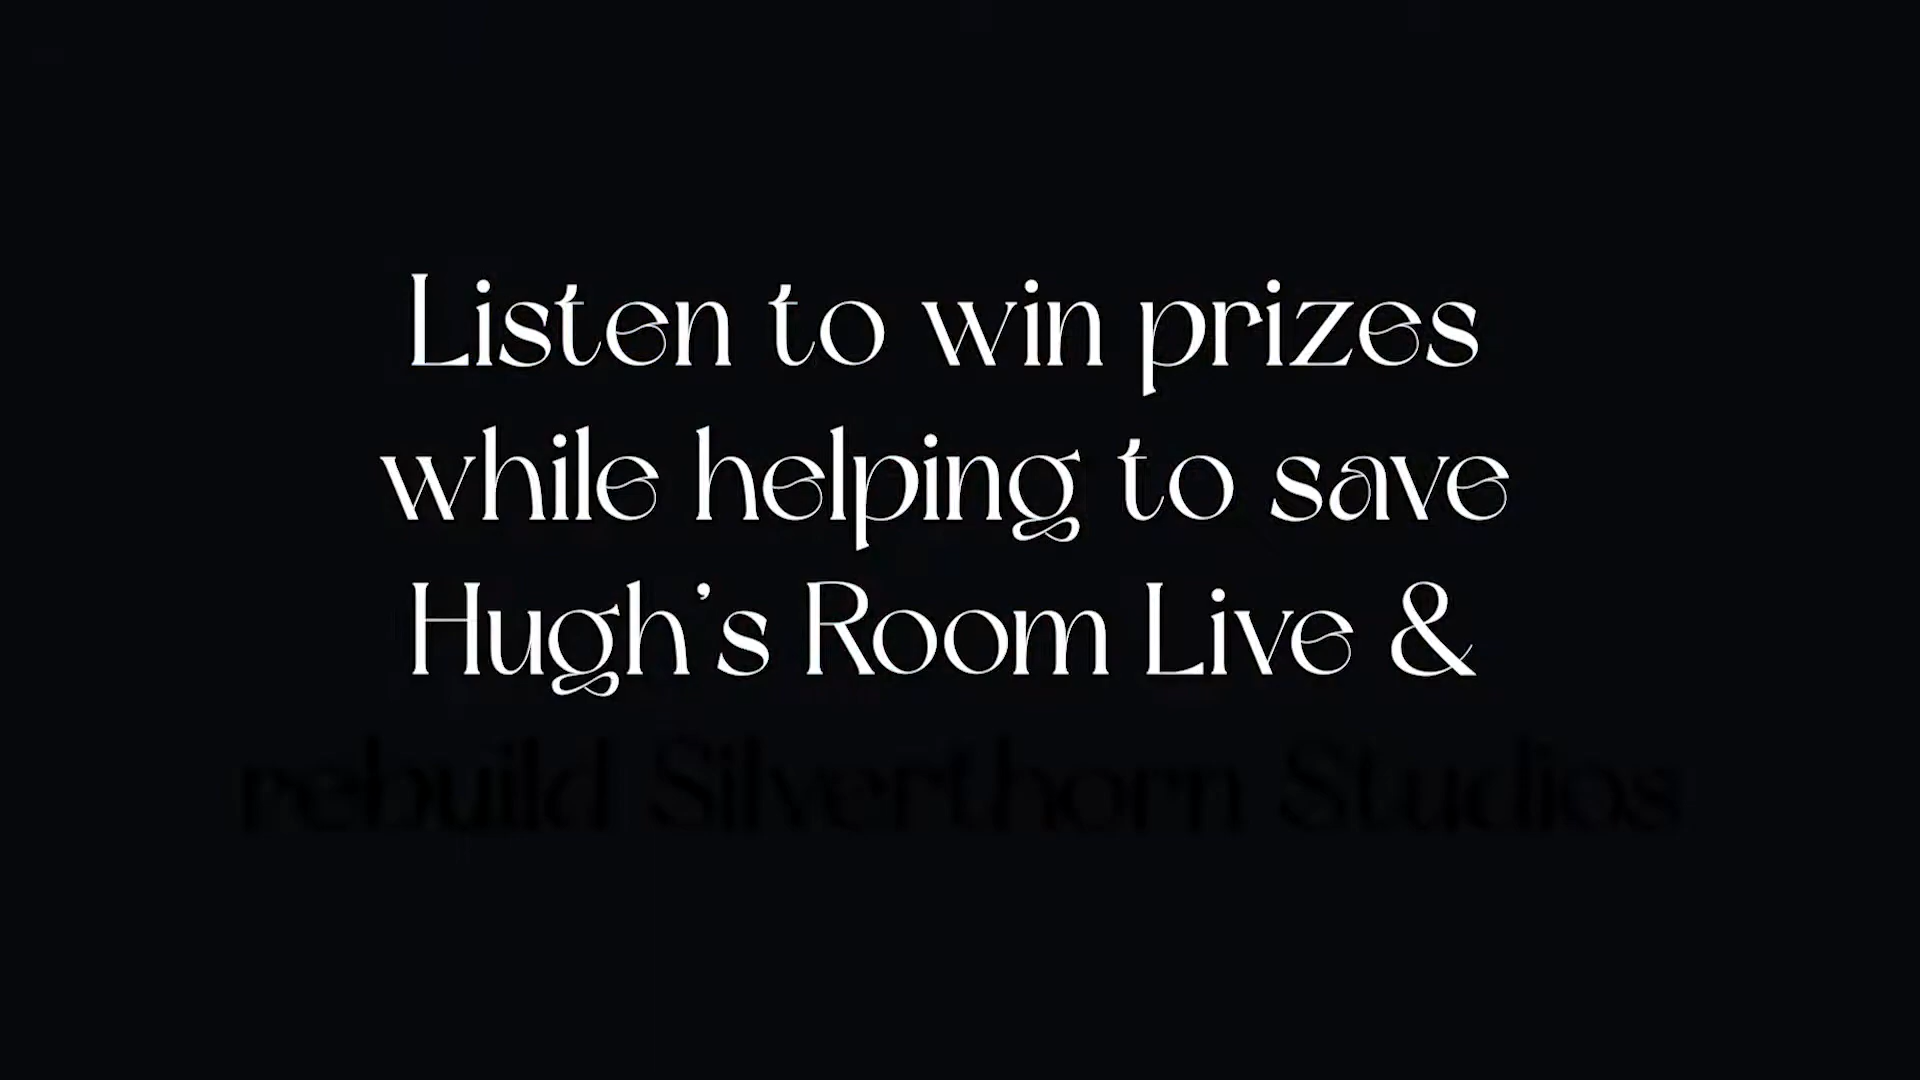 Listen to win prizes
while helping to save
Hugh’s Room Live &
rebuild Silverthorn Studios